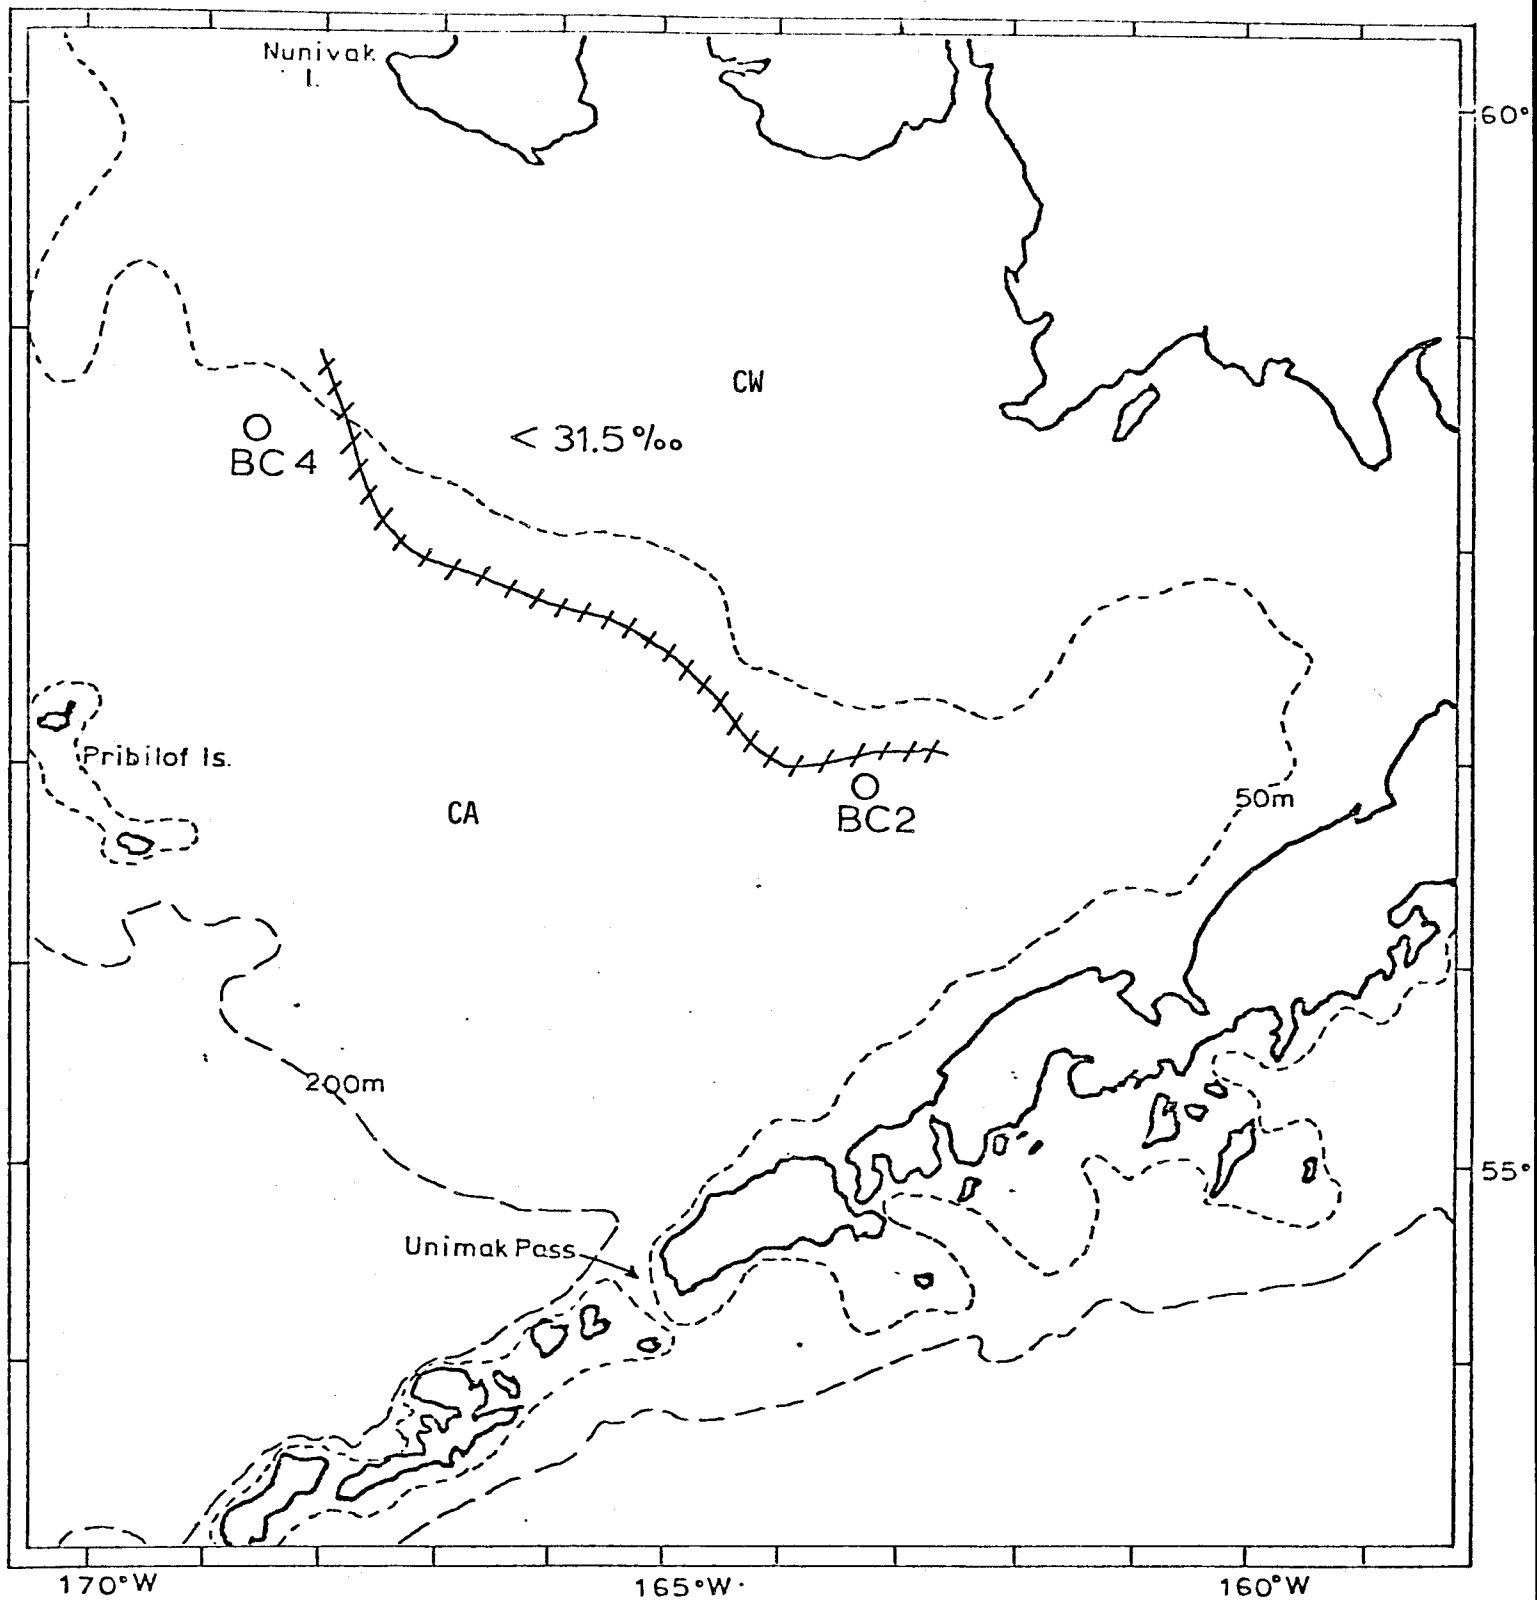 Nunivak
I.
60°
CW
< 31.5‰
BC4
Pribilof Is.
CA
50m
BC2
200m
55°
Unimak Pass
170°W
165°W
160°W